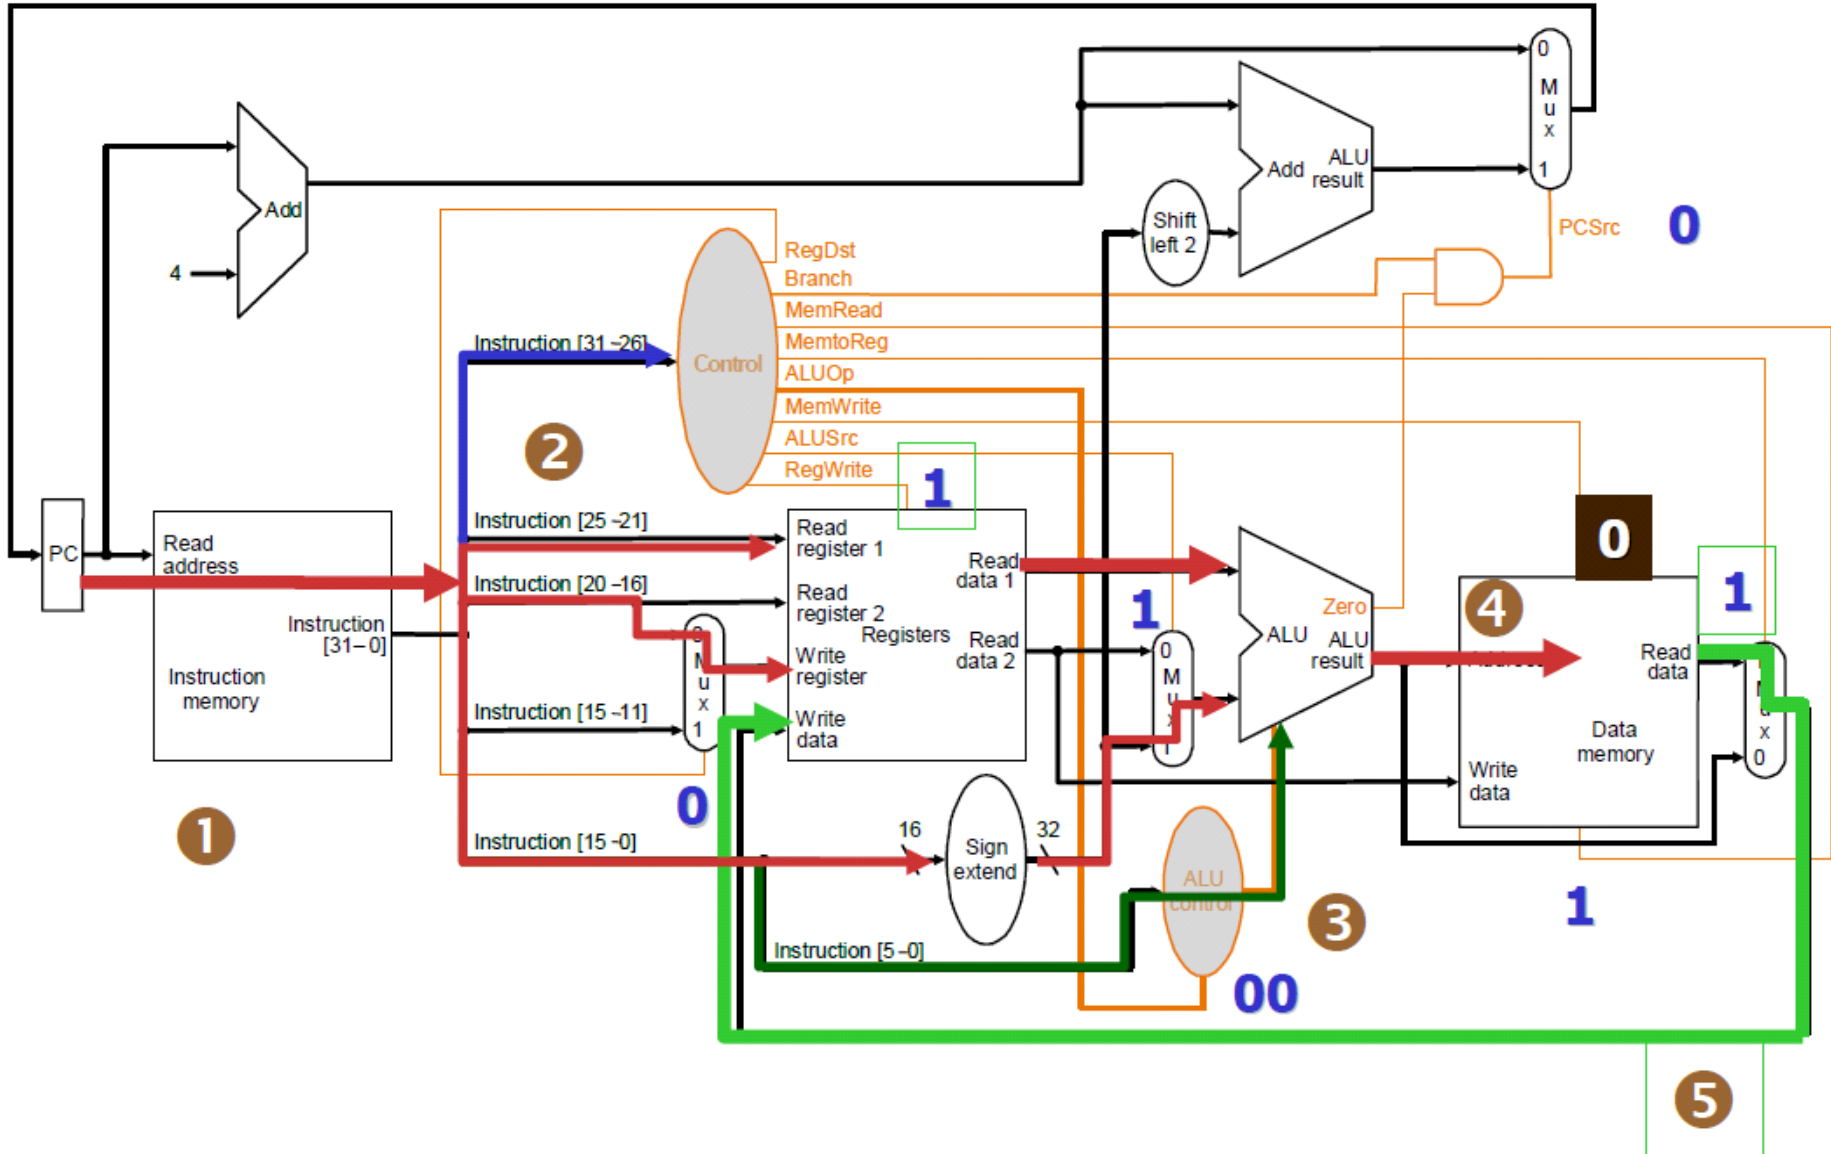 0
M
u
x
1
ALU
result
Add
Add
Shift
left 2
PCSrc
0
4
RegDst
Branch
MemRead
MemtoReg
ALUOp
MemWrite
ALUSrc
RegWrite
Control
Instruction [31–26]
2
1
Instruction [25–21]
Read
register 1
PC
Read
address
Instruction [20–16]
Read
register 2
Read
data 1
Registers
Read
data 2
Instruction
[31–0]
Instruction
memory
0
M
u
x
1
Write
register
Write
data
Instruction [15–11]
0
1
0
M
u
x
1
Zero
ALU
ALU
result
0
4
1
Address
Read
data
Data
memory
Write
data
M
u
x
0
1
Instruction [15–0]
16
Sign
extend
32
ALU
control
3
1
Instruction [5–0]
00
5